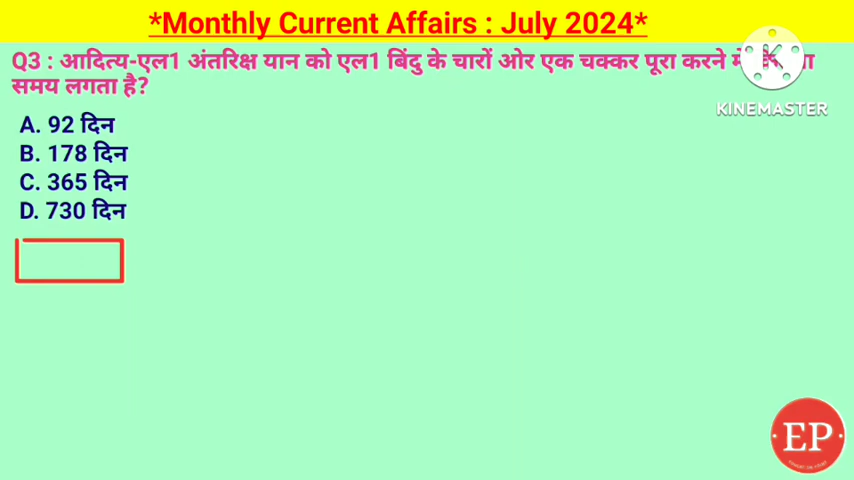 *Monthly Current Affairs : July 2024*
Q3 : आदित्य-एल1 अंतरिक्ष यान को एल1 बिंदु के चारों ओर एक चक्कर पूरा करने में
समय लगता है?
A. 92 दिन
B. 178 दिन
C. 365 दिन
D. 730 दिन
KINEMASTER
EP